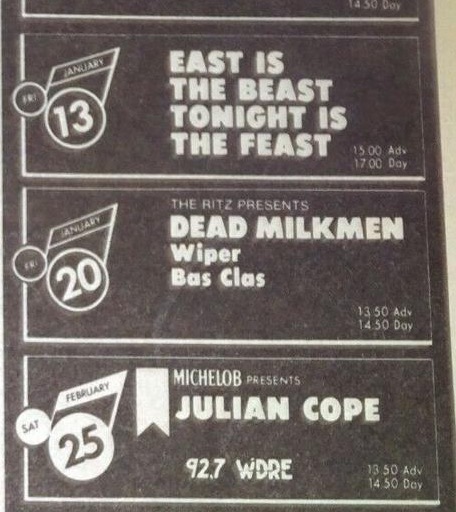 14.50 Day
JANUARY
FRI
13
EAST IS
THE BEAST
TONIGHT IS
THE FEAST
15.00 Adv
17.00 Day
JANUARY
FRI
20
THE RITZ PRESENTS
DEAD MILKMEN
Wiper
Bas Clas
13.50 Adv
14.50 Day
FEBRUARY
SAT
25
MICHELOB PRESENTS
JULIAN COPE
92.7 WDRE
13.50 Adv
14.50 Day